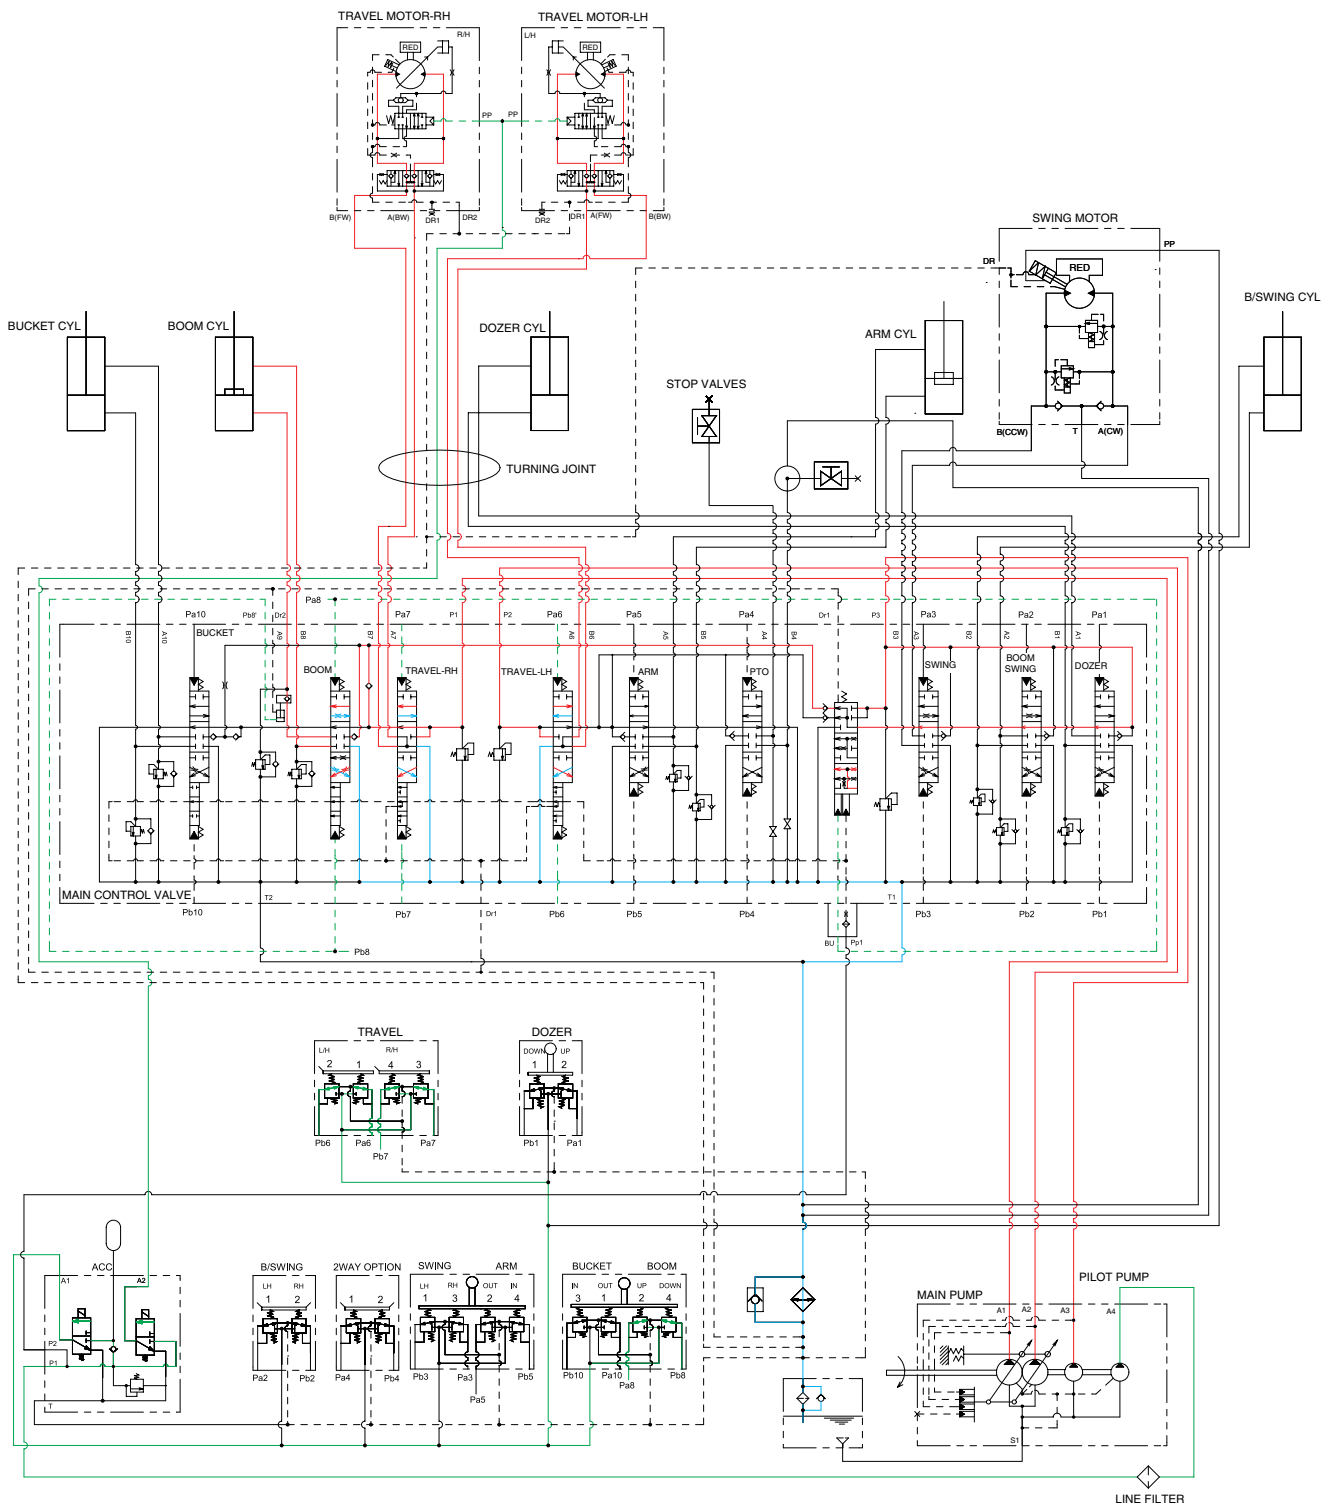 TRAVEL MOTOR-RH TRAVEL MOTOR-LH
R/H L/H
RED RED
PP PP
B(FW) A(BW) DR1 DR2 DR2 DR1 A(FW) B(BW)
SWING MOTOR
PP
DR
RED
B(CCW) T A(CW)
BUCKET CYL BOOM CYL DOZER CYL ARM CYL B/SWING CYL
STOP VALVES
TURNING JOINT
Pa8
Pa10 Pb8' Dr2 Pa7 P1 P2 Pa6 Pa5 Pa4 Dr1 P3 Pa3 Pa2 Pa1
B10 A10 A9 B8 B7 A7 A6 B6 A5 B5 A4 B4 B3 A3 B2 A2 B1 A1
BUCKET BOOM TRAVEL-RH TRAVEL-LH ARM PTO SWING BOOM SWING DOZER
MAIN CONTROL VALVE
T2 T1
Pb10 Pb7 Dr1 Pb6 Pb5 Pb4 Pb3 Pb2 Pb1
BU Pp1
Pb8
TRAVEL
L/H R/H
2 1 4 3
Pb6 Pa6 Pa7
Pb7
DOZER
DOWN UP
1 2
Pb1 Pa1
ACC
A1 A2
P2
P1
T
B/SWING
LH RH
1 2
Pa2 Pb2
2WAY OPTION
1 2
Pa4 Pb4
SWING ARM
LH RH OUT IN
1 3 2 4
Pb3 Pa3
Pa5
BUCKET BOOM
IN OUT UP DOWN
3 1 2 4
Pb10 Pa10 Pb8
Pa8
PILOT PUMP
MAIN PUMP
A1 A2 A3 A4
S1
LINE FILTER